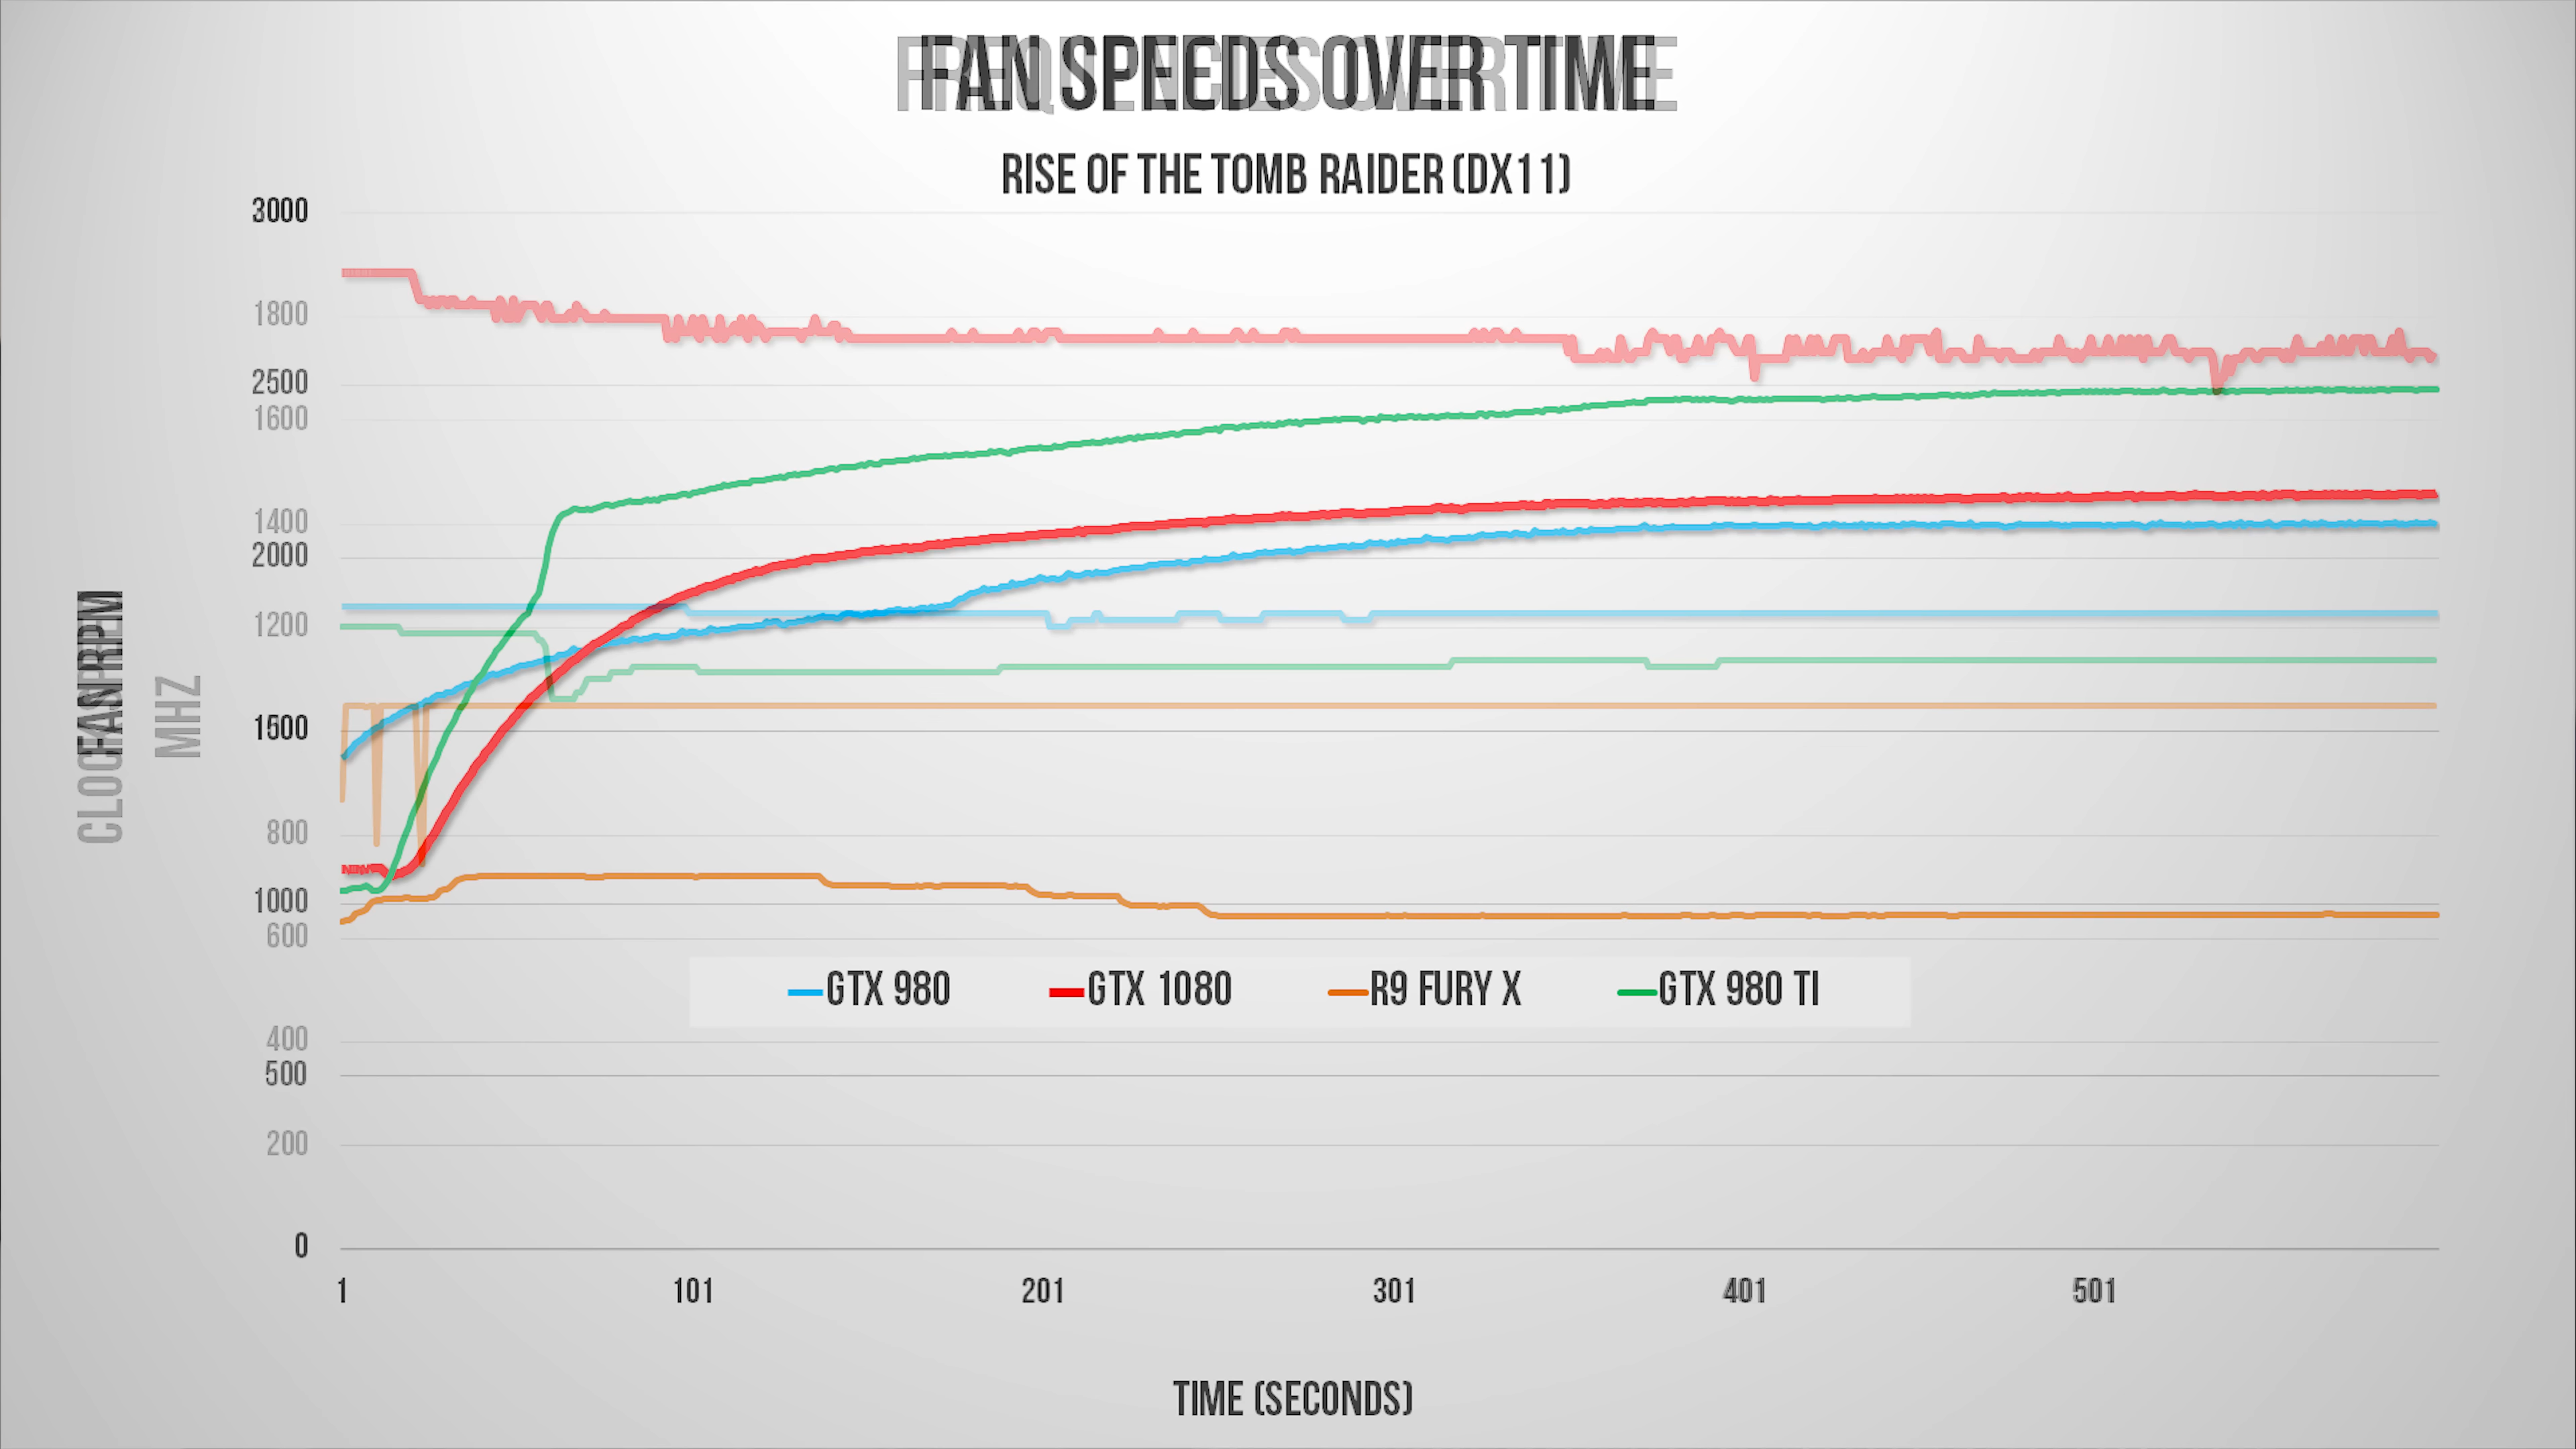 FAN SPEEDS OVER TIME
RISE OF THE TOMB RAIDER (DX11)
3000
1800
2500
1600
1400
2000
1200
1500
800
1000
600
400
500
200
0
FAN RPM
MHZ
GTX 980 GTX 1080 R9 FURY X GTX 980 TI
1 101 201 301 401 501
TIME (SECONDS)